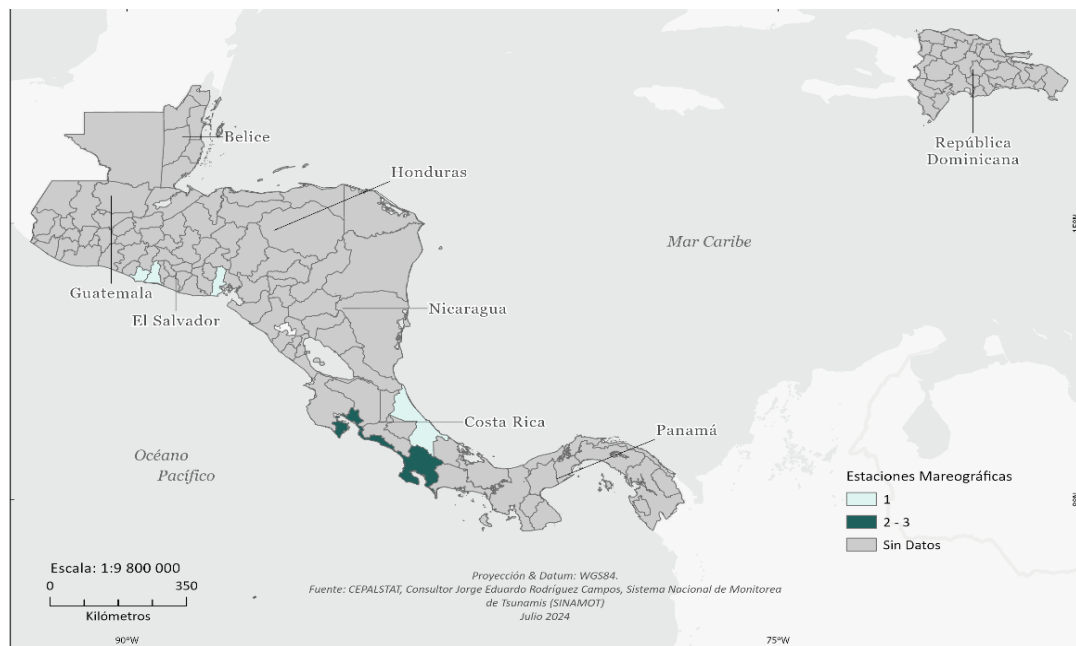 Belice
Honduras
República
Dominicana
Mar Caribe
15°N
Guatemala
El Salvador
Nicaragua
Costa Rica
Panamá
Océano
Pacífico
Estaciones Mareográficas
1
2 - 3
Sin Datos
Escala: 1:9 800 000
0 350
Kilómetros
Proyección & Datum: WGS84.
Fuente: CEPALSTAT, Consultor Jorge Eduardo Rodríguez Campos, Sistema Nacional de Monitorea
de Tsunamis (SINAMOT)
Julio 2024
90°W 75°W